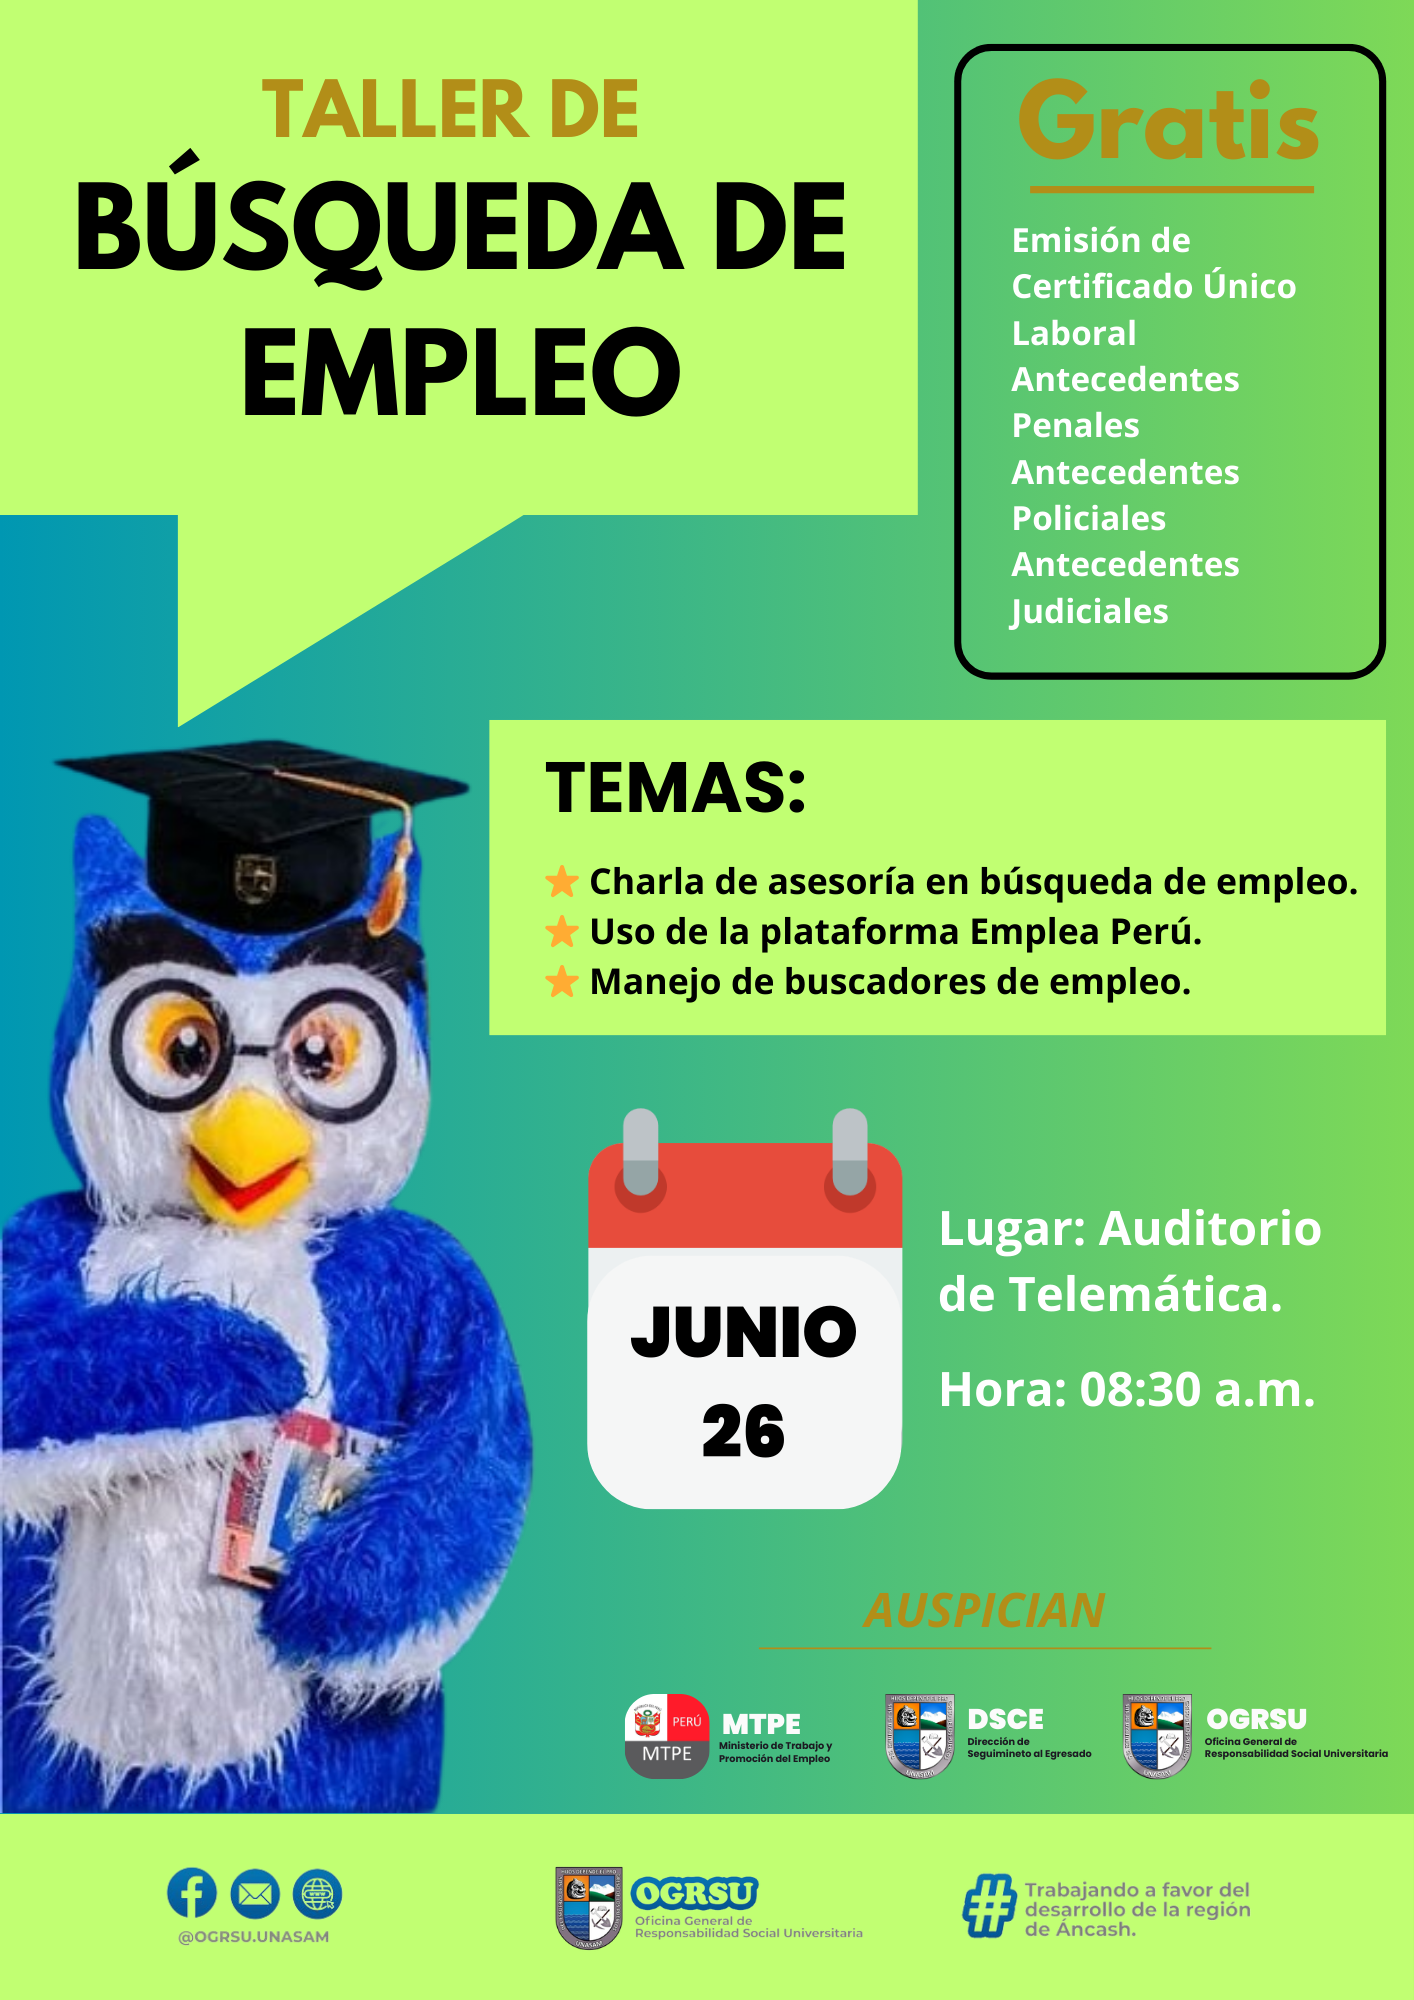 TALLER DE
BÚSQUEDA DE
EMPLEO
Gratis
Emisión de
Certificado Único
Laboral
Antecedentes
Penales
Antecedentes
Policiales
Antecedentes
Judiciales
TEMAS:
Charla de asesoría en búsqueda de empleo.
Uso de la plataforma Emplea Perú.
Manejo de buscadores de empleo.
JUNIO
26
Lugar: Auditorio
de Telemática.
Hora: 08:30 a.m.
AUSPICIAN
PERÚ
MTPE
MTPE
Ministerio de Trabajo y
Promoción del Empleo
UNASAM
DSCE
Dirección de
Seguimineto al Egresado
UNASAM
OGRSU
Oficina General de
Responsabilidad Social Universitaria
@OGRSU.UNASAM
UNASAM
OGRSU
Oficina General de
Responsabilidad Social Universitaria
# Trabajando a favor del
desarrollo de la región
de Áncash.